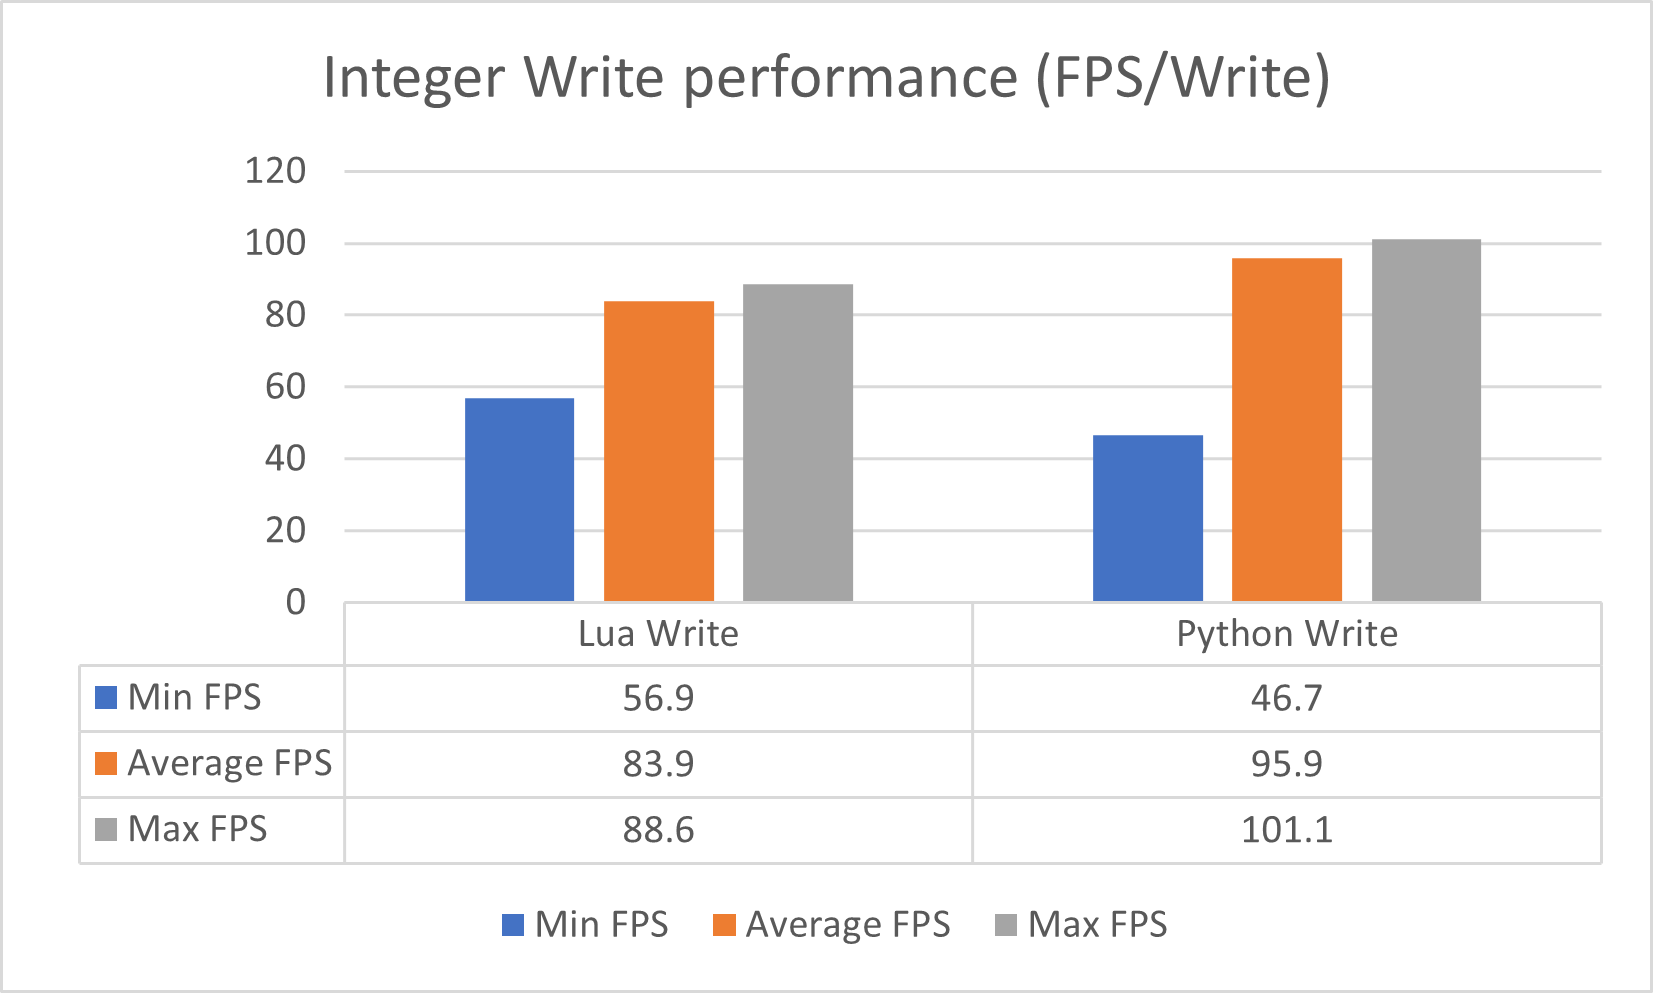 Integer Write performance (FPS/Write)
120
100
80
60
40
20
0
Lua Write Python Write
Min FPS 56.9 46.7
Average FPS 83.9 95.9
Max FPS 88.6 101.1
Min FPS Average FPS Max FPS